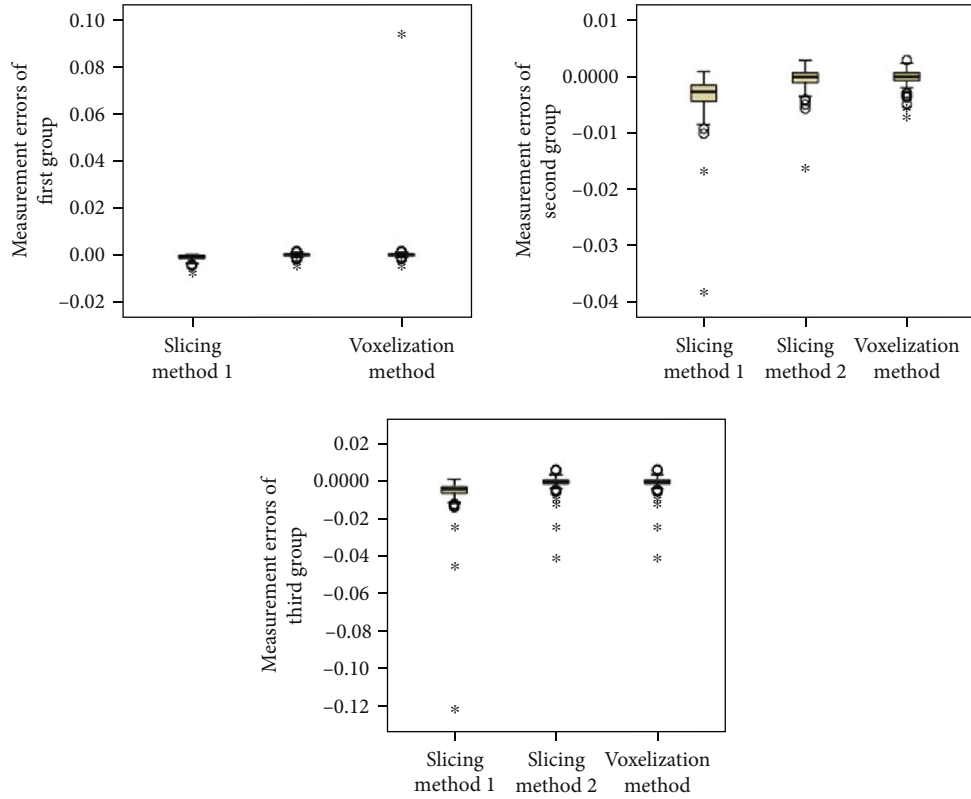 Measurement errors of
first group
0.10
0.08
0.06
0.04
0.02
0.00
–0.02
*
*
*
*
Slicing
method 1
Voxelization
method
Measurement errors of
second group
0.01
0.0000
–0.01
–0.02
–0.03
–0.04
*
*
*
*
Slicing
method 1
Slicing
method 2
Voxelization
method
Measurement errors of
third group
0.02
0.0000
–0.02
–0.04
–0.06
–0.08
–0.10
–0.12
*
*
*
*
*
*
*
Slicing
method 1
Slicing
method 2
Voxelization
method